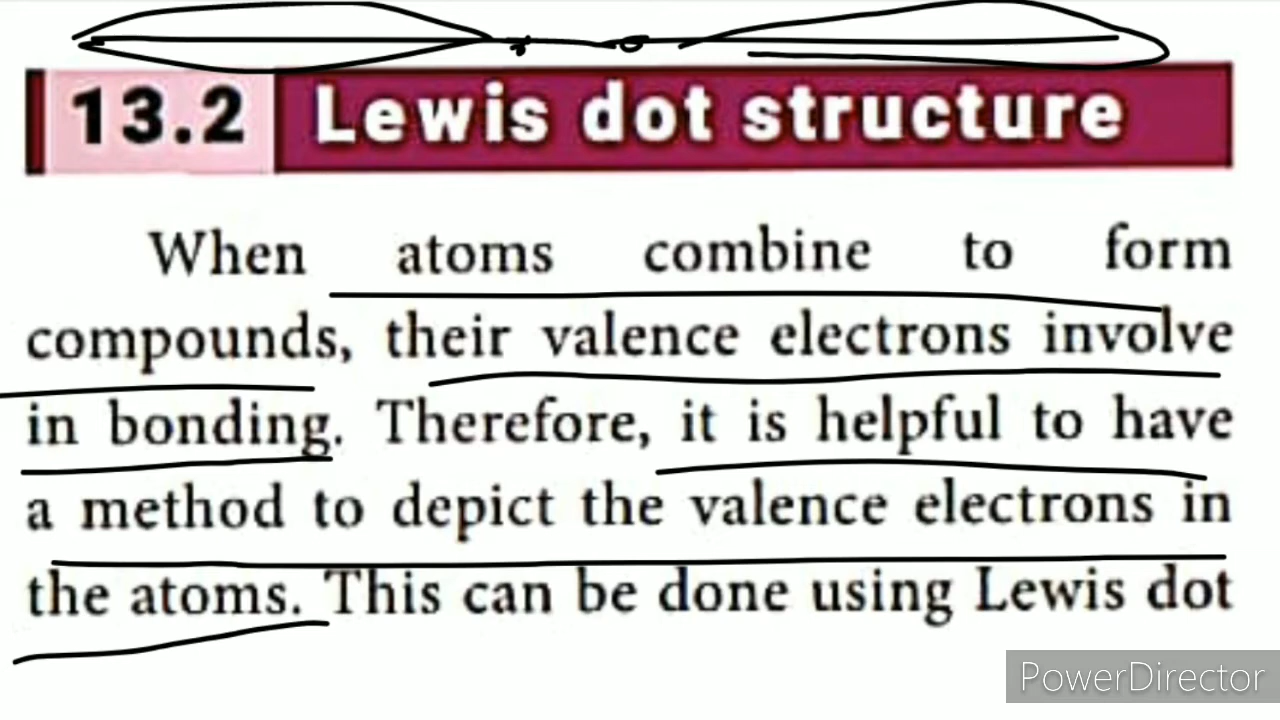 13.2 Lewis dot structure
When atoms combine to form
compounds, their valence electrons involve
in bonding. Therefore, it is helpful to have
a method to depict the valence electrons in
the atoms. This can be done using Lewis dot
PowerDirector